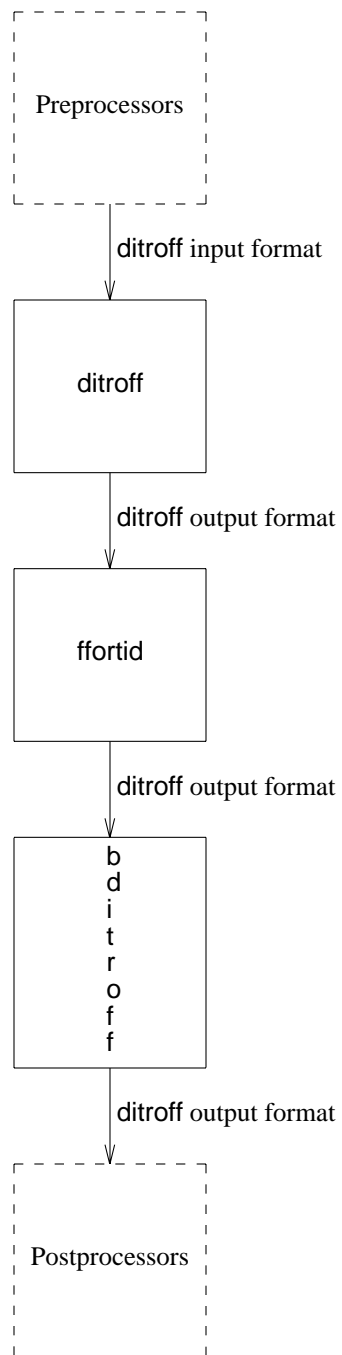 Preprocessors
ditroff input format
ditroff
ditroff output format
ffortid
ditroff output format
b
d
i
t
r
o
f
f
ditroff output format
Postprocessors